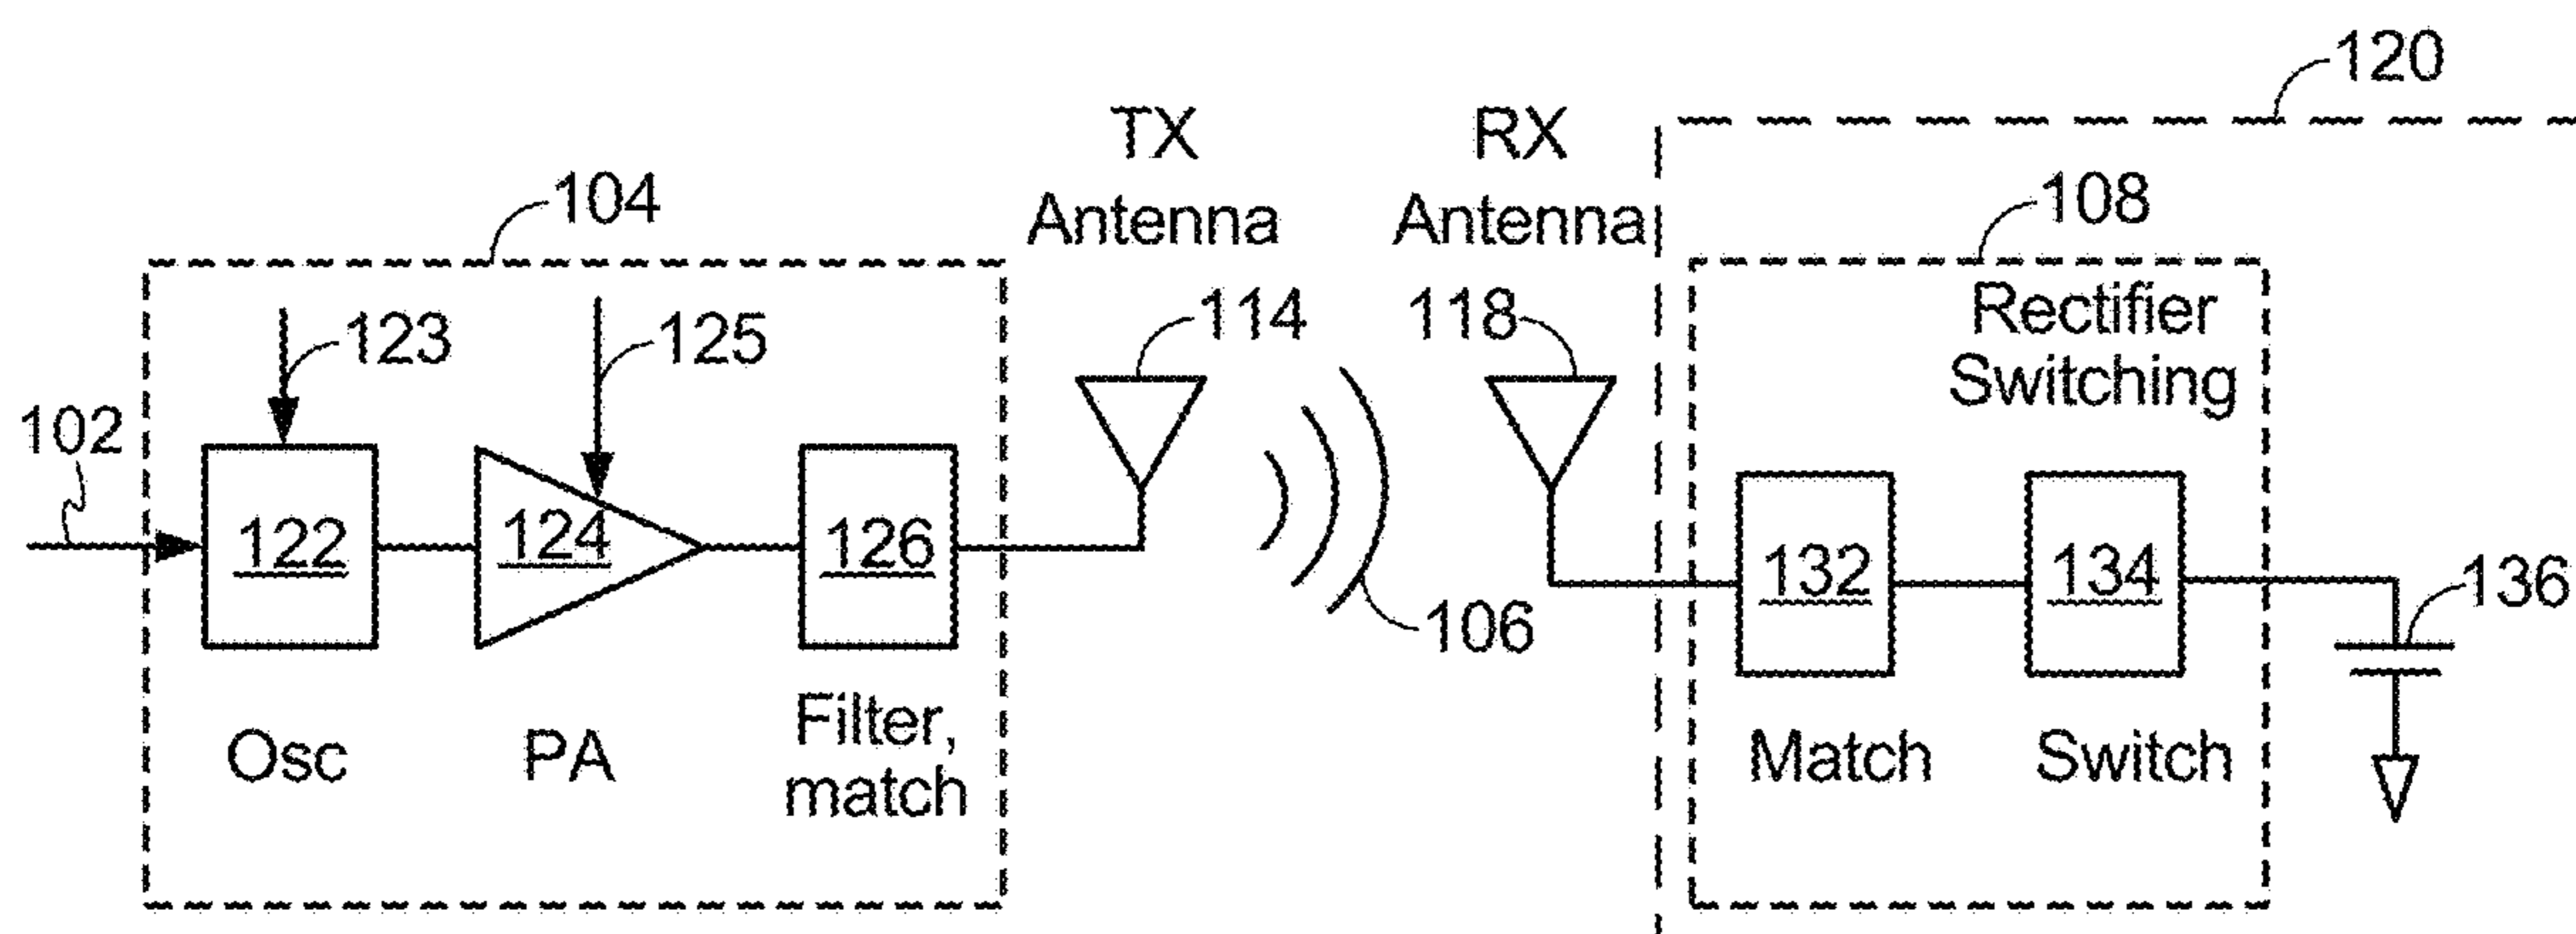 120
TX
Antenna
RX
Antenna
104
108
Rectifier
Switching
123
125
114
118
102
122
124
126
132
134
136
106
Osc
PA
Filter,
match
Match
Switch